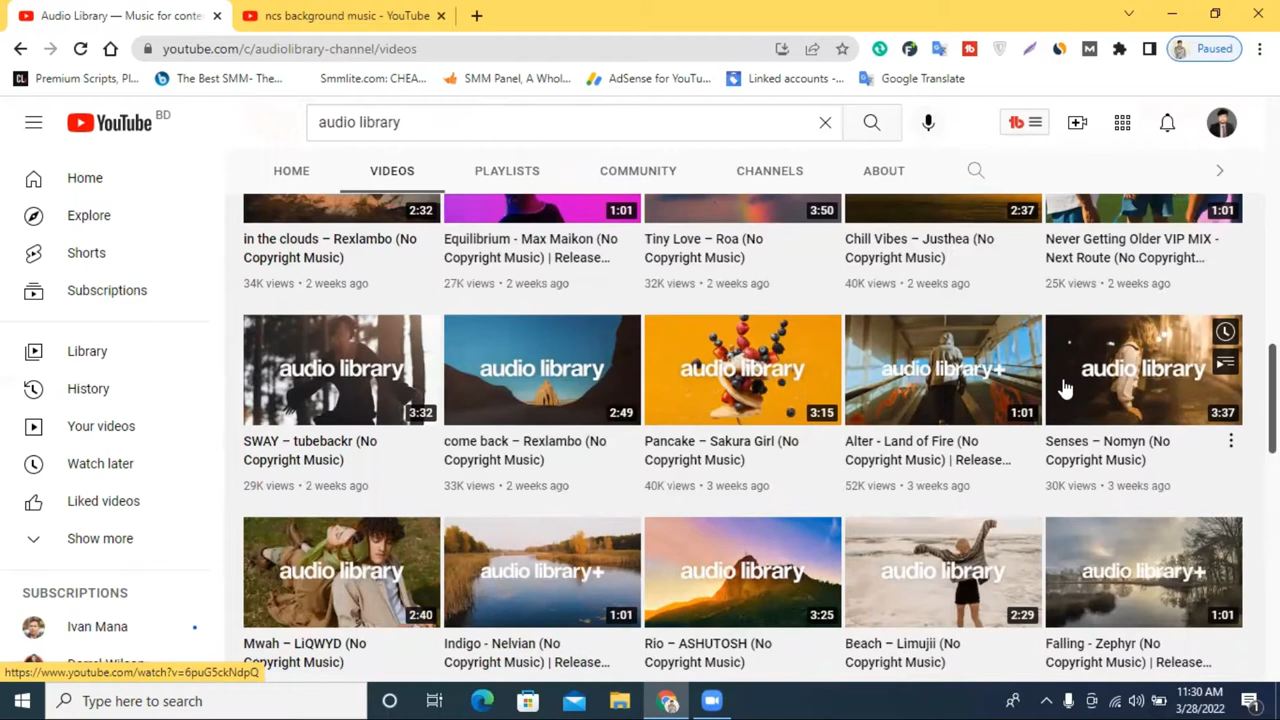 Audio Library — Music for conte
ncs background music - YouTube
youtube.com/c/audiolibrary-channel/videos
Paused
CL Premium Scripts, Pl...
The Best SMM- The...
Smmlite.com: CHEA...
SMM Panel, A Whol...
AdSense for YouTu...
Linked accounts -...
Google Translate
YouTube BD
audio library
HOME
VIDEOS
PLAYLISTS
COMMUNITY
CHANNELS
ABOUT
Home
Explore
Shorts
Subscriptions
Library
History
Your videos
Watch later
Liked videos
Show more
SUBSCRIPTIONS
Ivan Mana
2:32
1:01
3:50
2:37
1:01
in the clouds – Rexlambo (No
Copyright Music)
34K views • 2 weeks ago
Equilibrium - Max Maikon (No
Copyright Music) | Release...
27K views • 2 weeks ago
Tiny Love – Roa (No
Copyright Music)
32K views • 2 weeks ago
Chill Vibes – Justhea (No
Copyright Music)
40K views • 2 weeks ago
Never Getting Older VIP MIX -
Next Route (No Copyright...
25K views • 2 weeks ago
audio library
3:32
audio library
2:49
audio library
3:15
audio library+
1:01
audio library
3:37
SWAY – tubebackr (No
Copyright Music)
29K views • 2 weeks ago
come back – Rexlambo (No
Copyright Music)
33K views • 2 weeks ago
Pancake – Sakura Girl (No
Copyright Music)
40K views • 3 weeks ago
Alter - Land of Fire (No
Copyright Music) | Release...
52K views • 3 weeks ago
Senses – Nomyn (No
Copyright Music)
30K views • 3 weeks ago
audio library
2:40
audio library+
1:01
audio library
3:25
audio library
2:29
audio library+
1:01
Mwah – LiQWYD (No
Copyright Music)
Indigo - Nelvian (No
Copyright Music) | Release...
Rio – ASHUTOSH (No
Copyright Music)
Beach – Limujii (No
Copyright Music)
Falling - Zephyr (No
Copyright Music) | Release...
https://www.youtube.com/watch?v=6puG5ckNdpQ
Type here to search
11:30 AM
3/28/2022